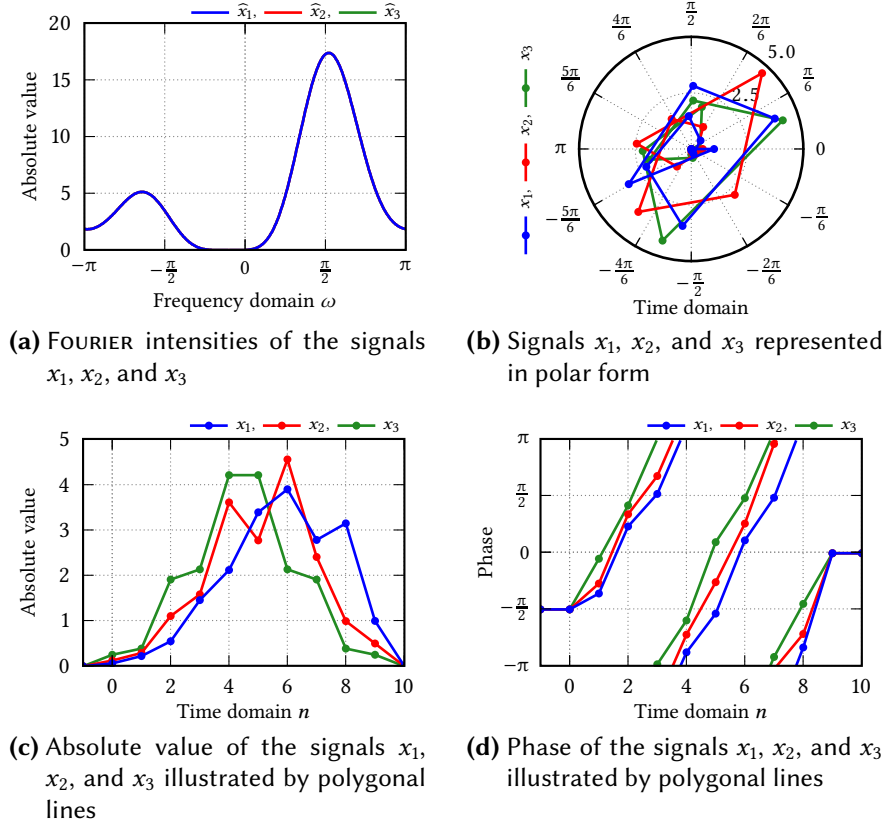 x̂₁, x̂₂, x̂₃
20
15
10
5
0
Absolute value
−π
−π/2
0
π/2
π
Frequency domain ω
(a) Fourier intensities of the signals
x₁, x₂, and x₃
x₁, x₂, x₃
π/2
2π/6
π/6
0
−π/6
−2π/6
−π/2
−4π/6
−5π/6
π
5π/6
4π/6
5.0
2.5
Time domain
(b) Signals x₁, x₂, and x₃ represented
in polar form
x₁, x₂, x₃
5
4
3
2
1
0
Absolute value
0 2 4 6 8 10
Time domain n
(c) Absolute value of the signals x₁,
x₂, and x₃ illustrated by polygonal
lines
x₁, x₂, x₃
π
π/2
0
−π/2
−π
Phase
0 2 4 6 8 10
Time domain n
(d) Phase of the signals x₁, x₂, and x₃
illustrated by polygonal lines